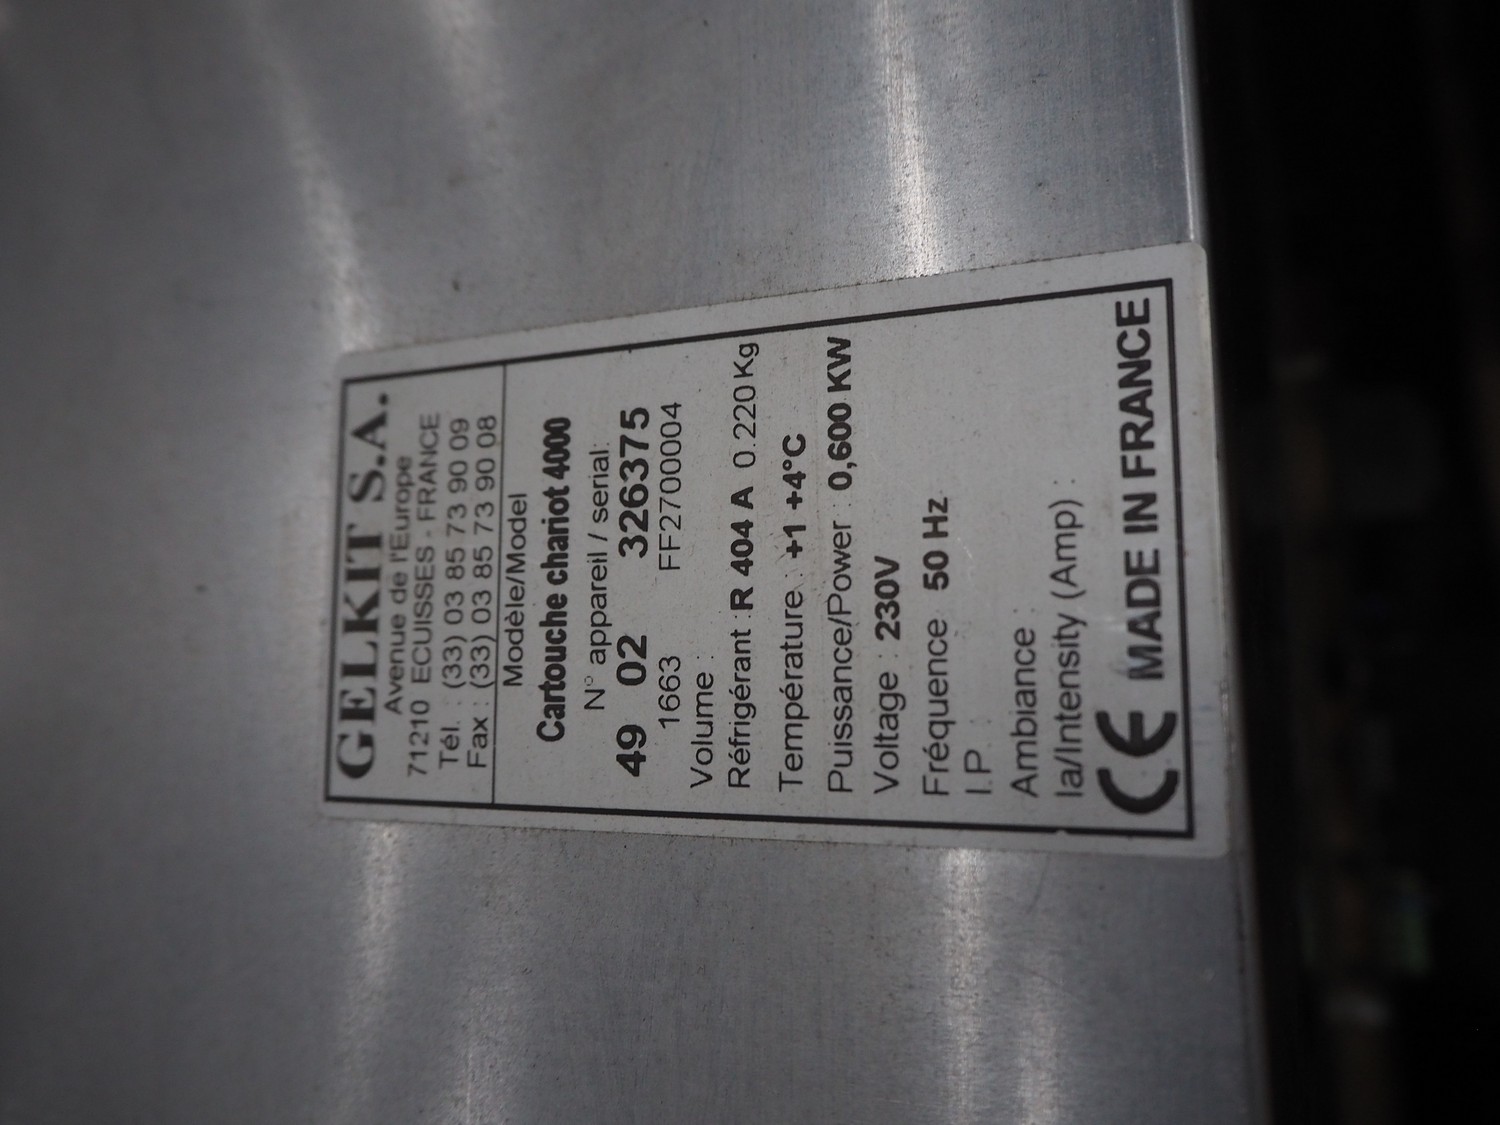 GELKIT S.A.
Avenue de l'Europe
71210 ECUISSES - FRANCE
Tél. : (33) 03 85 73 90 09
Fax : (33) 03 85 73 90 08
Modèle/Model
Cartouche chariot 4000
N° appareil / serial:
49 02 326375
1663 FF2700004
Volume :
Réfrigérant : R 404 A 0.220 Kg
Température : +1 +4°C
Puissance/Power : 0,600 KW
Voltage : 230V
Fréquence 50 Hz
I.P :
Ambiance :
Ia/Intensity (Amp) :
CE MADE IN FRANCE